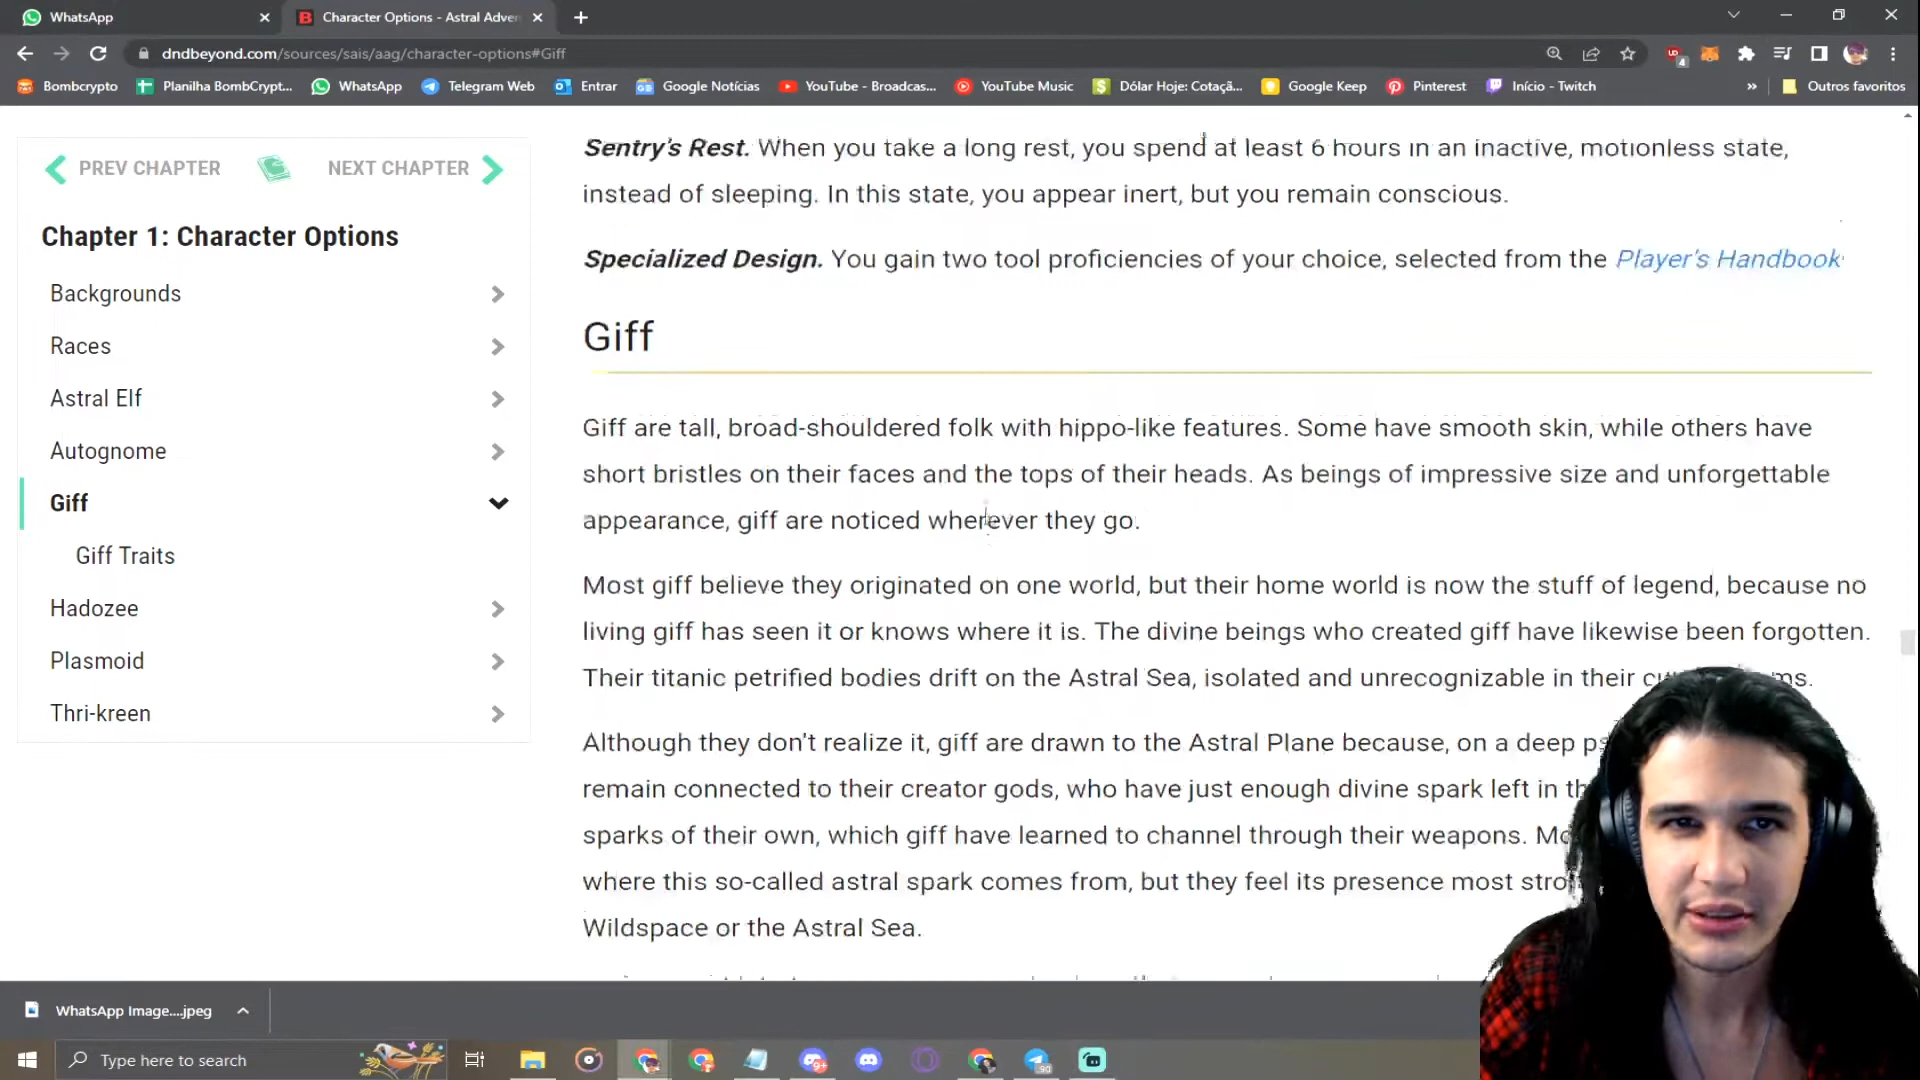 WhatsApp
Character Options - Astral Adven
dndbeyond.com/sources/sais/aag/character-options#Giff
4
Bombcrypto
Planilha BombCrypt...
WhatsApp
Telegram Web
Entrar
Google Notícias
YouTube - Broadcas...
YouTube Music
Dólar Hoje: Cotaçã...
Google Keep
Pinterest
Início - Twitch
Outros favoritos
PREV CHAPTER
NEXT CHAPTER
Chapter 1: Character Options
Backgrounds
Races
Astral Elf
Autognome
Giff
Giff Traits
Hadozee
Plasmoid
Thri-kreen
Sentry's Rest. When you take a long rest, you spend at least 6 hours in an inactive, motionless state,
instead of sleeping. In this state, you appear inert, but you remain conscious.
Specialized Design. You gain two tool proficiencies of your choice, selected from the Player's Handbook
Giff
Giff are tall, broad-shouldered folk with hippo-like features. Some have smooth skin, while others have
short bristles on their faces and the tops of their heads. As beings of impressive size and unforgettable
appearance, giff are noticed wherever they go.
Most giff believe they originated on one world, but their home world is now the stuff of legend, because no
living giff has seen it or knows where it is. The divine beings who created giff have likewise been forgotten.
Their titanic petrified bodies drift on the Astral Sea, isolated and unrecognizable in their
Although they don't realize it, giff are drawn to the Astral Plane because, on a deep
remain connected to their creator gods, who have just enough divine spark left in
sparks of their own, which giff have learned to channel through their weapons.
where this so-called astral spark comes from, but they feel its presence most
Wildspace or the Astral Sea.
WhatsApp Image....jpeg
Type here to search
9+
90